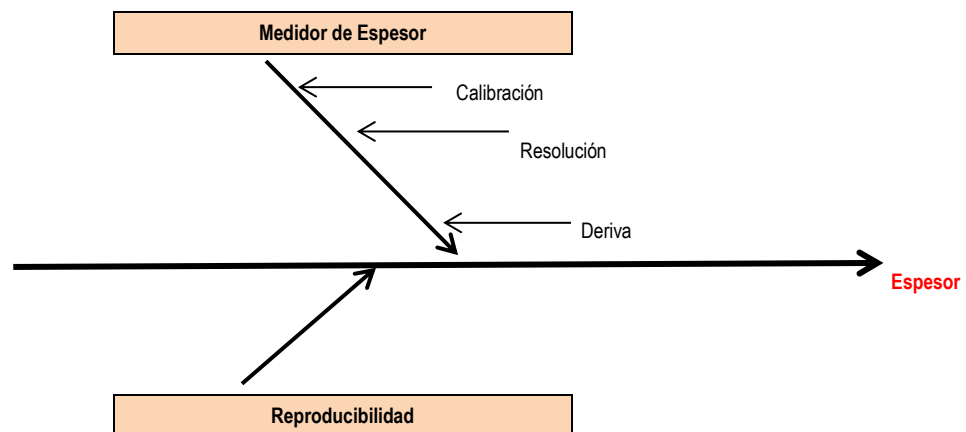 Medidor de Espesor
Calibración
Resolución
Deriva
Espesor
Reproducibilidad